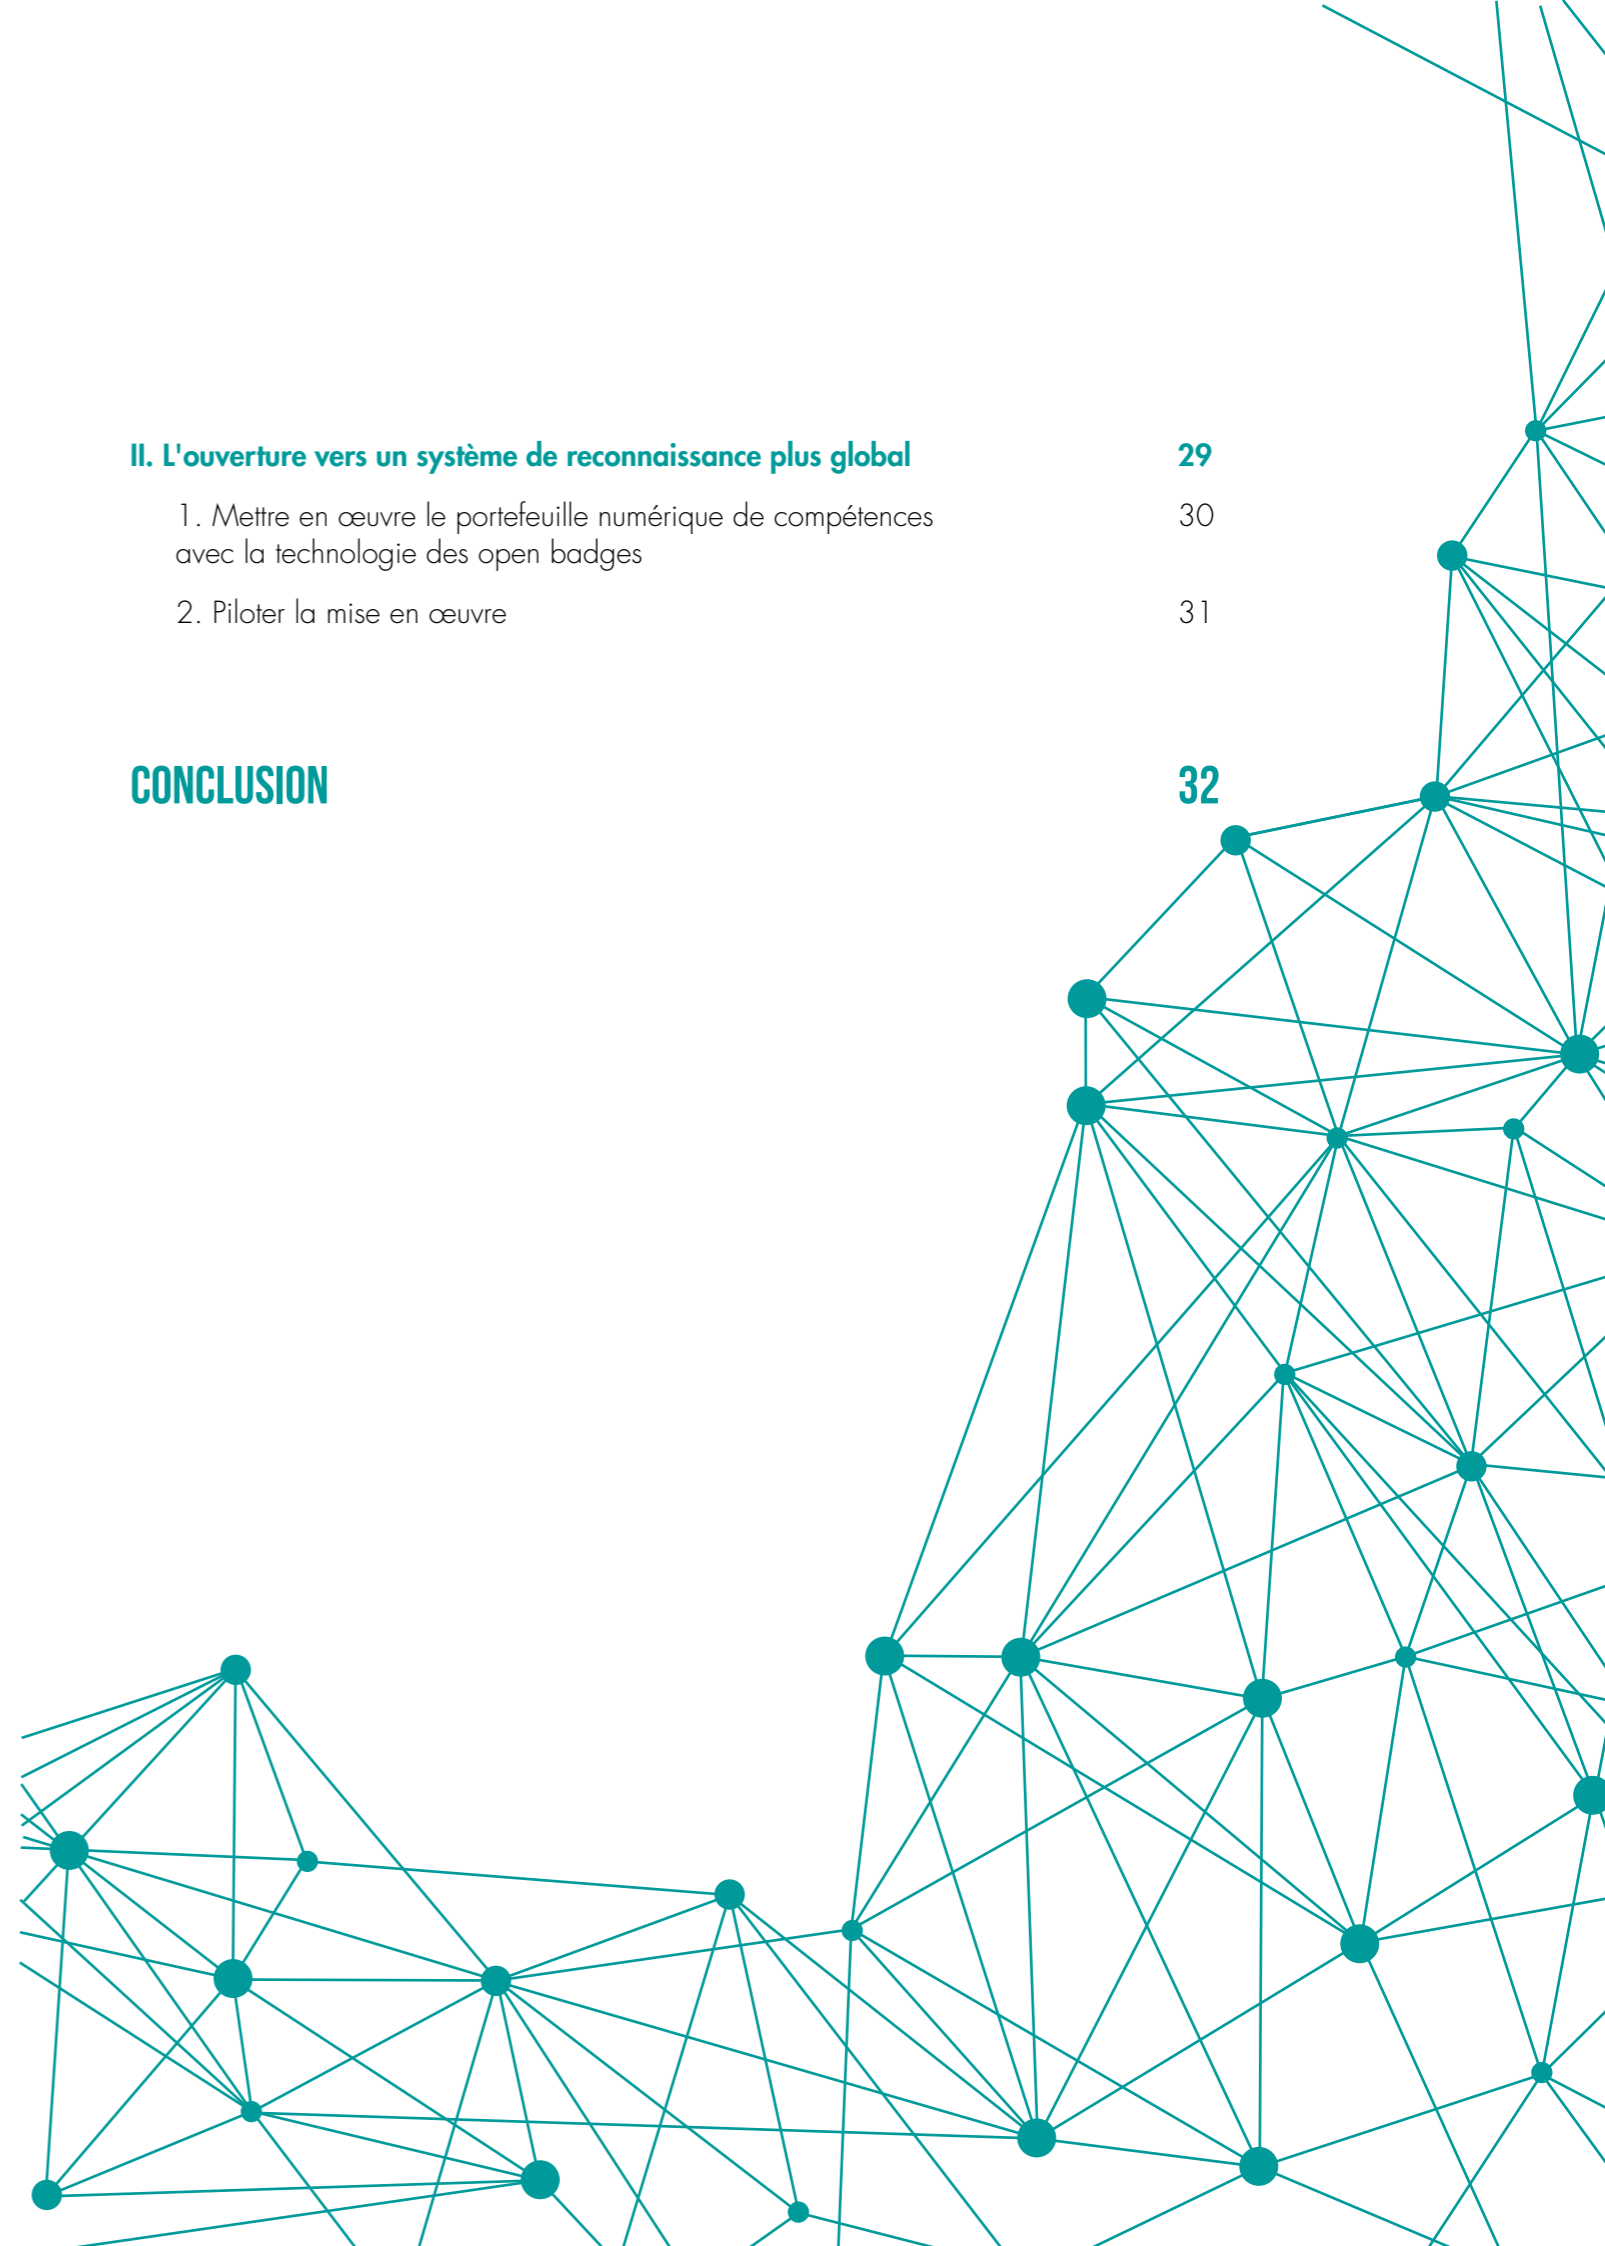 II. L'ouverture vers un système de reconnaissance plus global 29
1. Mettre en œuvre le portefeuille numérique de compétences 30
avec la technologie des open badges
2. Piloter la mise en œuvre 31
CONCLUSION 32